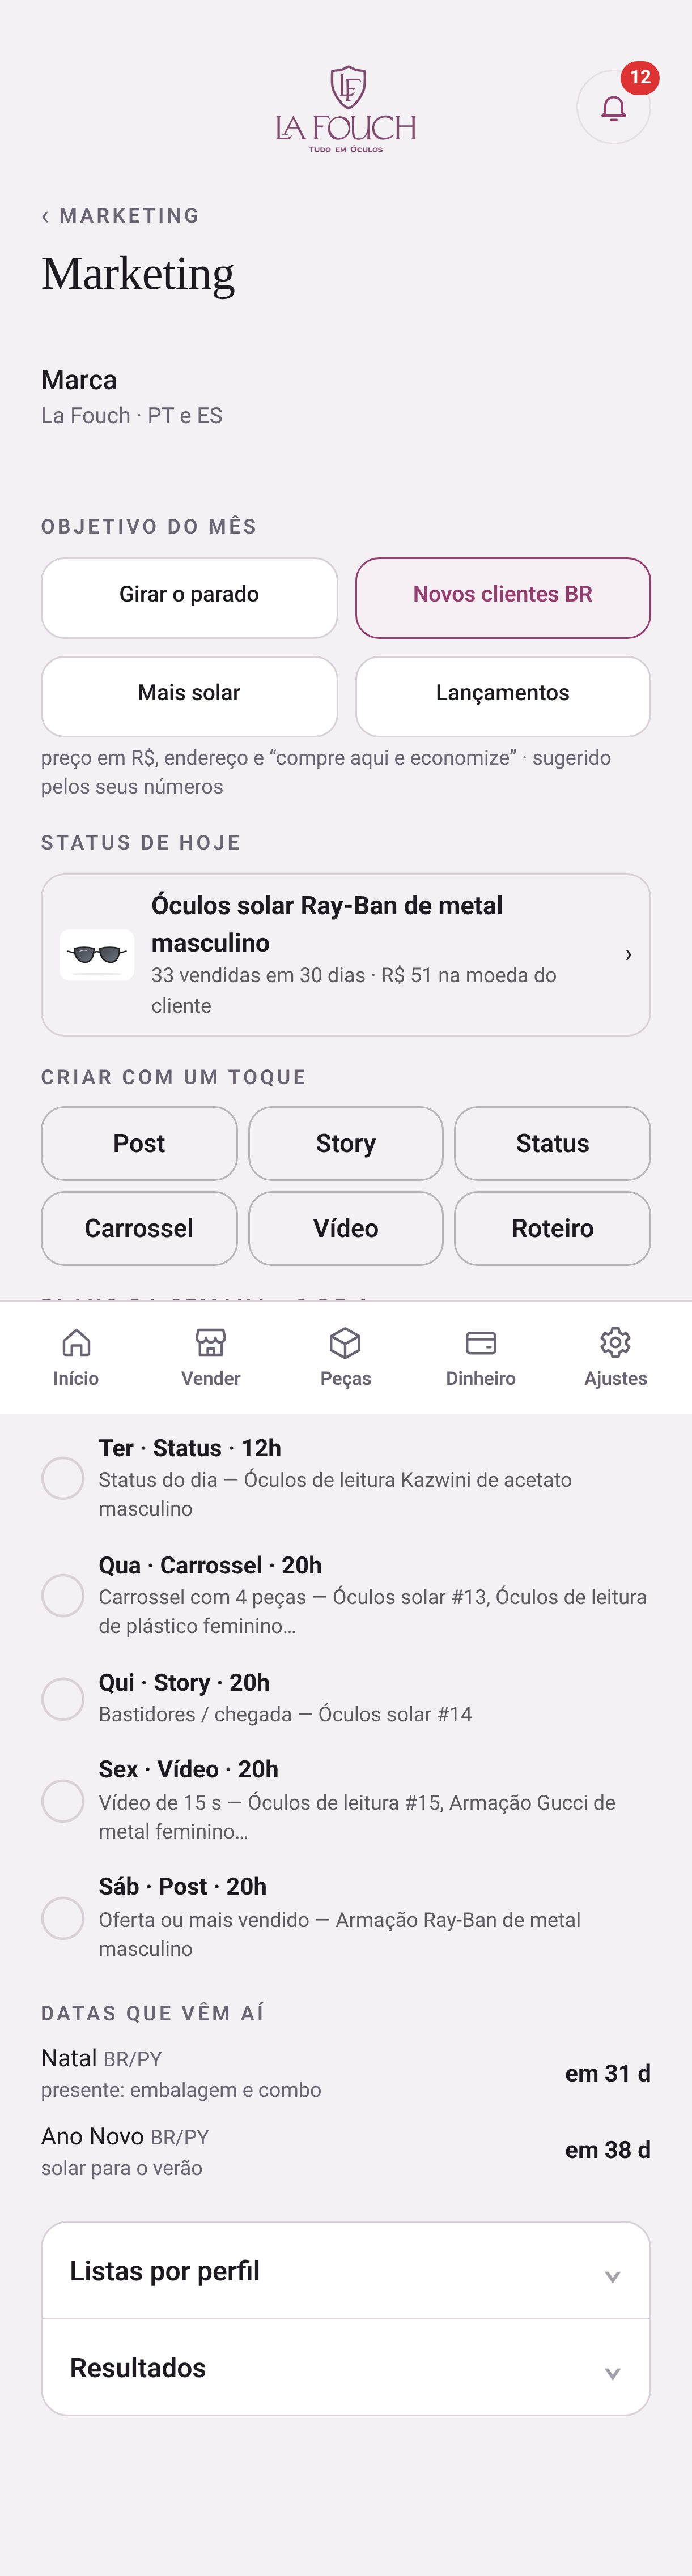 LF
LA FOUCH
TUDO EM ÓCULOS
12
‹ MARKETING
Marketing
Marca
La Fouch · PT e ES
OBJETIVO DO MÊS
Girar o parado
Novos clientes BR
Mais solar
Lançamentos
preço em R$, endereço e “compre aqui e economize” · sugerido
pelos seus números
STATUS DE HOJE
Óculos solar Ray-Ban de metal
masculino
33 vendidas em 30 dias · R$ 51 na moeda do
cliente
›
CRIAR COM UM TOQUE
Post
Story
Status
Carrossel
Vídeo
Roteiro
Início
Vender
Peças
Dinheiro
Ajustes
Ter · Status · 12h
Status do dia — Óculos de leitura Kazwini de acetato
masculino
Qua · Carrossel · 20h
Carrossel com 4 peças — Óculos solar #13, Óculos de leitura
de plástico feminino…
Qui · Story · 20h
Bastidores / chegada — Óculos solar #14
Sex · Vídeo · 20h
Vídeo de 15 s — Óculos de leitura #15, Armação Gucci de
metal feminino…
Sáb · Post · 20h
Oferta ou mais vendido — Armação Ray-Ban de metal
masculino
DATAS QUE VÊM AÍ
Natal BR/PY
presente: embalagem e combo
em 31 d
Ano Novo BR/PY
solar para o verão
em 38 d
Listas por perfil
Resultados